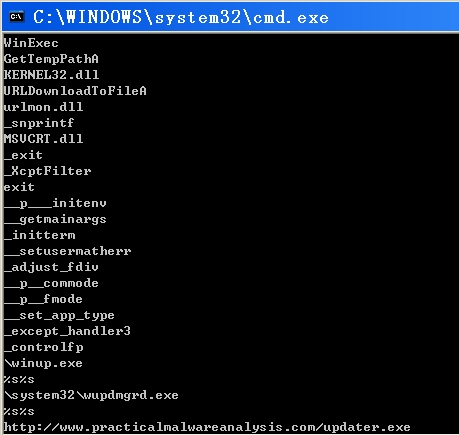 C:\WINDOWS\system32\cmd.exe
WinExec
GetTempPathA
KERNEL32.dll
URLDownloadToFileA
urlmon.dll
_snprintf
MSVCRT.dll
_exit
_XcptFilter
exit
__p___initenv
__getmainargs
_initterm
__setusermatherr
_adjust_fdiv
__p__commode
__p__fmode
__set_app_type
_except_handler3
_controlfp
\winup.exe
%s%s
\system32\wupdmgrd.exe
%s%s
http://www.practicalmalwareanalysis.com/updater.exe